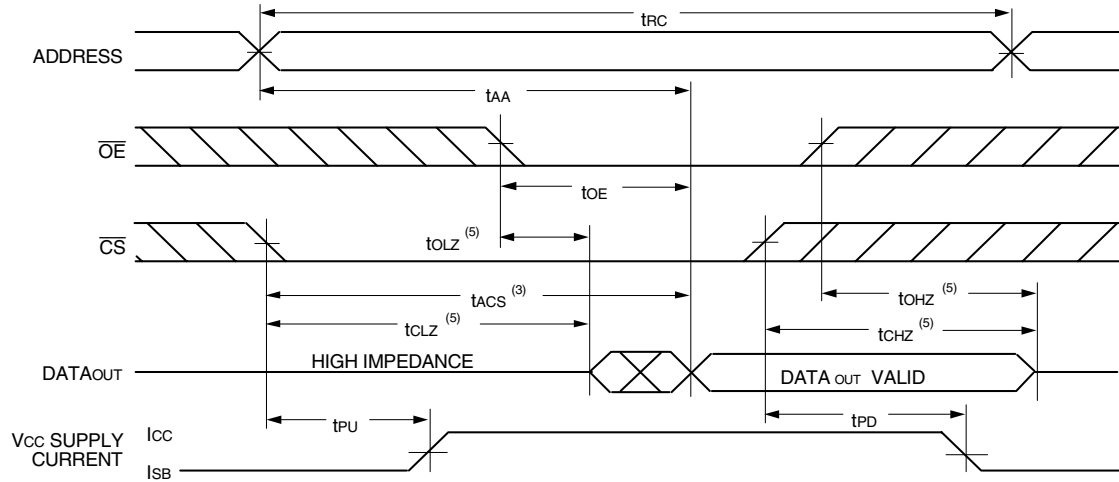 tRC
ADDRESS
tAA
OE
tOE
CS
tOLZ (5)
tACS (3)
tOHZ (5)
tCLZ (5)
tCHZ (5)
HIGH IMPEDANCE
DATAOUT
DATA OUT VALID
tPU
tPD
VCC SUPPLY
CURRENT
ICC
ISB